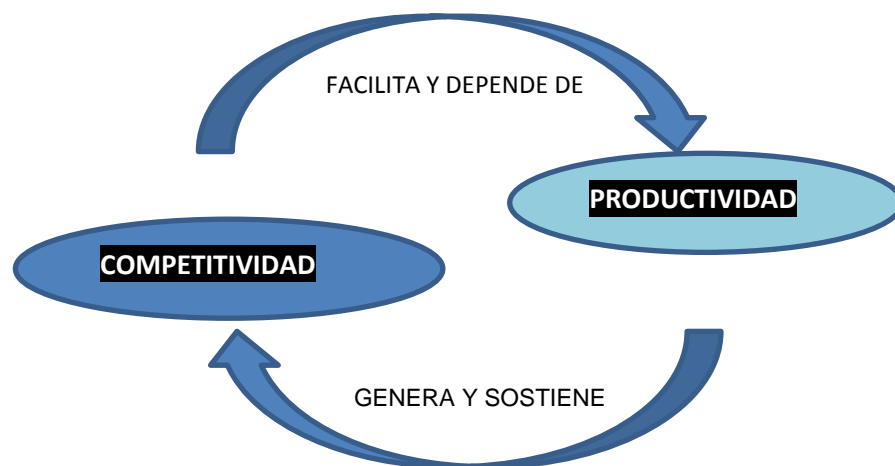 FACILITA Y DEPENDE DE
PRODUCTIVIDAD
COMPETITIVIDAD
GENERA Y SOSTIENE